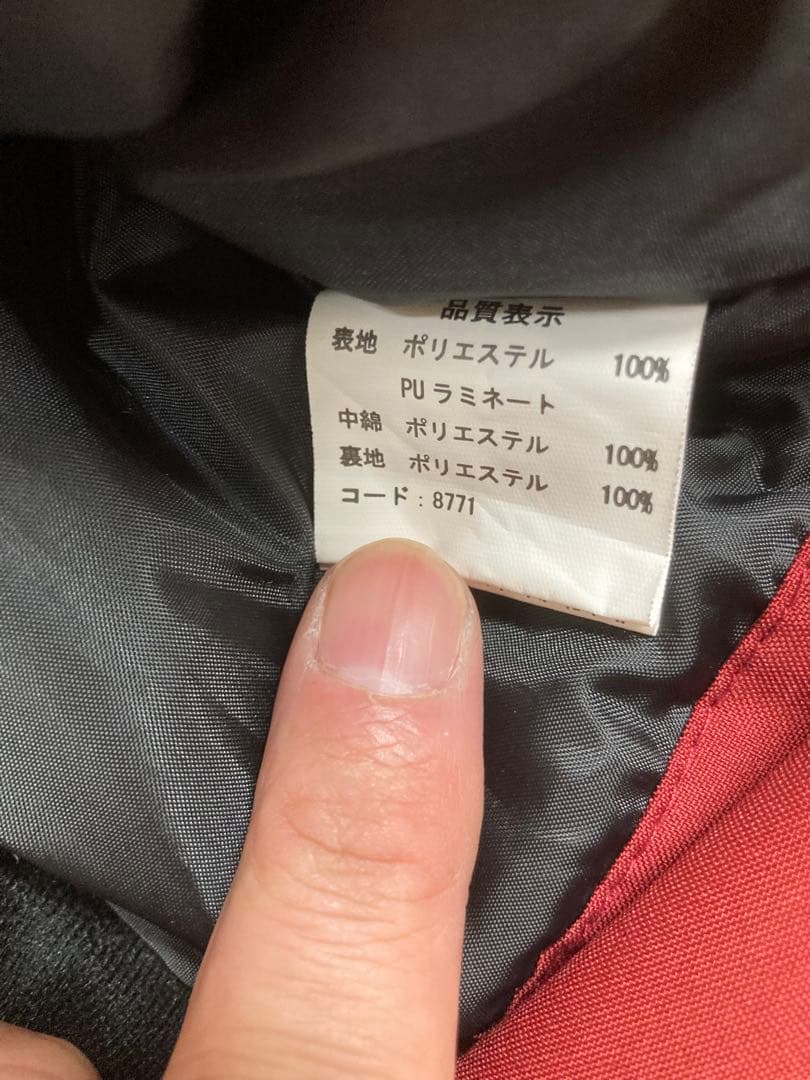 品質表示
表地 ポリエステル 100%
PUラミネート
中綿 ポリエステル 100%
裏地 ポリエステル 100%
コード：8771